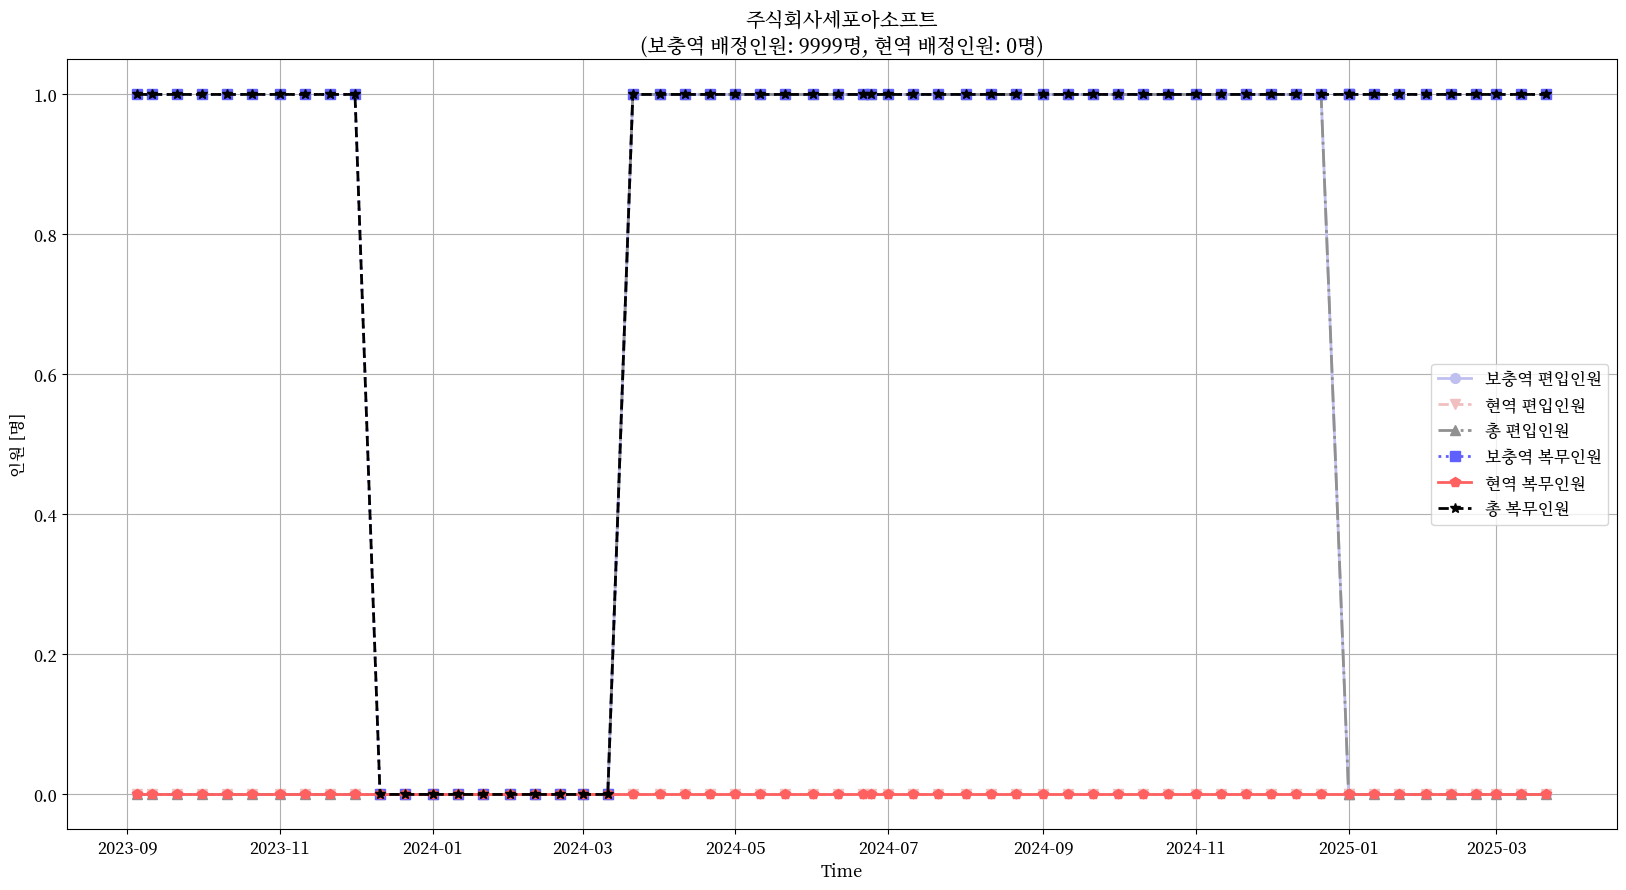 주식회사세포아소프트
(보충역 배정인원: 9999명, 현역 배정인원: 0명)
인원 [명]
1.0
0.8
0.6
0.4
0.2
0.0
보충역 편입인원
현역 편입인원
총 편입인원
보충역 복무인원
현역 복무인원
총 복무인원
2023-09
2023-11
2024-01
2024-03
2024-05
2024-07
2024-09
2024-11
2025-01
2025-03
Time